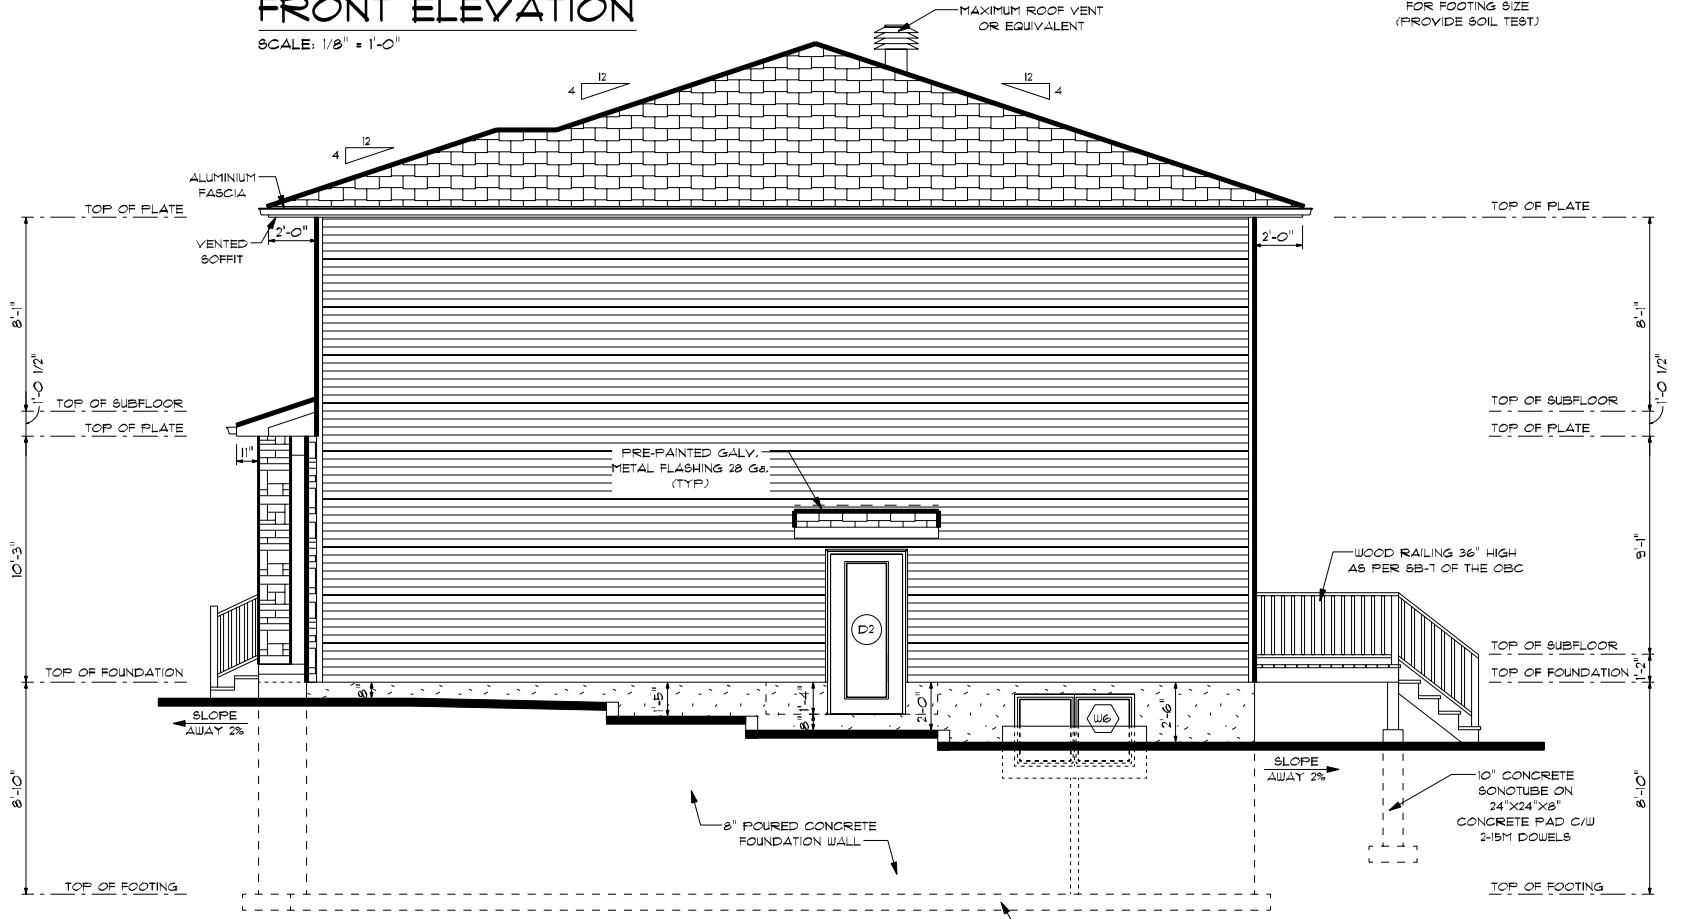 FRONT ELEVATION
SCALE: 1/8" = 1'-0"
MAXIMUM ROOF VENT
OR EQUIVALENT
FOR FOOTING SIZE
(PROVIDE SOIL TEST)
12
4
12
4
12
4
ALUMINIUM
FASCIA
TOP OF PLATE
TOP OF PLATE
VENTED
SOFFIT
2'-0"
2'-0"
8'-1"
8'-1"
1'-0 1/2"
1'-0 1/2"
TOP OF SUBFLOOR
TOP OF SUBFLOOR
TOP OF PLATE
TOP OF PLATE
11"
PRE-PAINTED GALV.
METAL FLASHING 28 Ga.
(TYP.)
10'-3"
9'-1"
WOOD RAILING 36" HIGH
AS PER SB-7 OF THE OBC
D2
TOP OF SUBFLOOR
TOP OF FOUNDATION
TOP OF FOUNDATION
1'-2"
8"
1'-5"
1'-4"
8"
2'-0"
2'-6"
W6
SLOPE
AWAY 2%
SLOPE
AWAY 2%
8'-10"
8'-10"
10" CONCRETE
SONOTUBE ON
24"X24"X8"
CONCRETE PAD C/W
2-15M DOWELS
8" POURED CONCRETE
FOUNDATION WALL
TOP OF FOOTING
TOP OF FOOTING